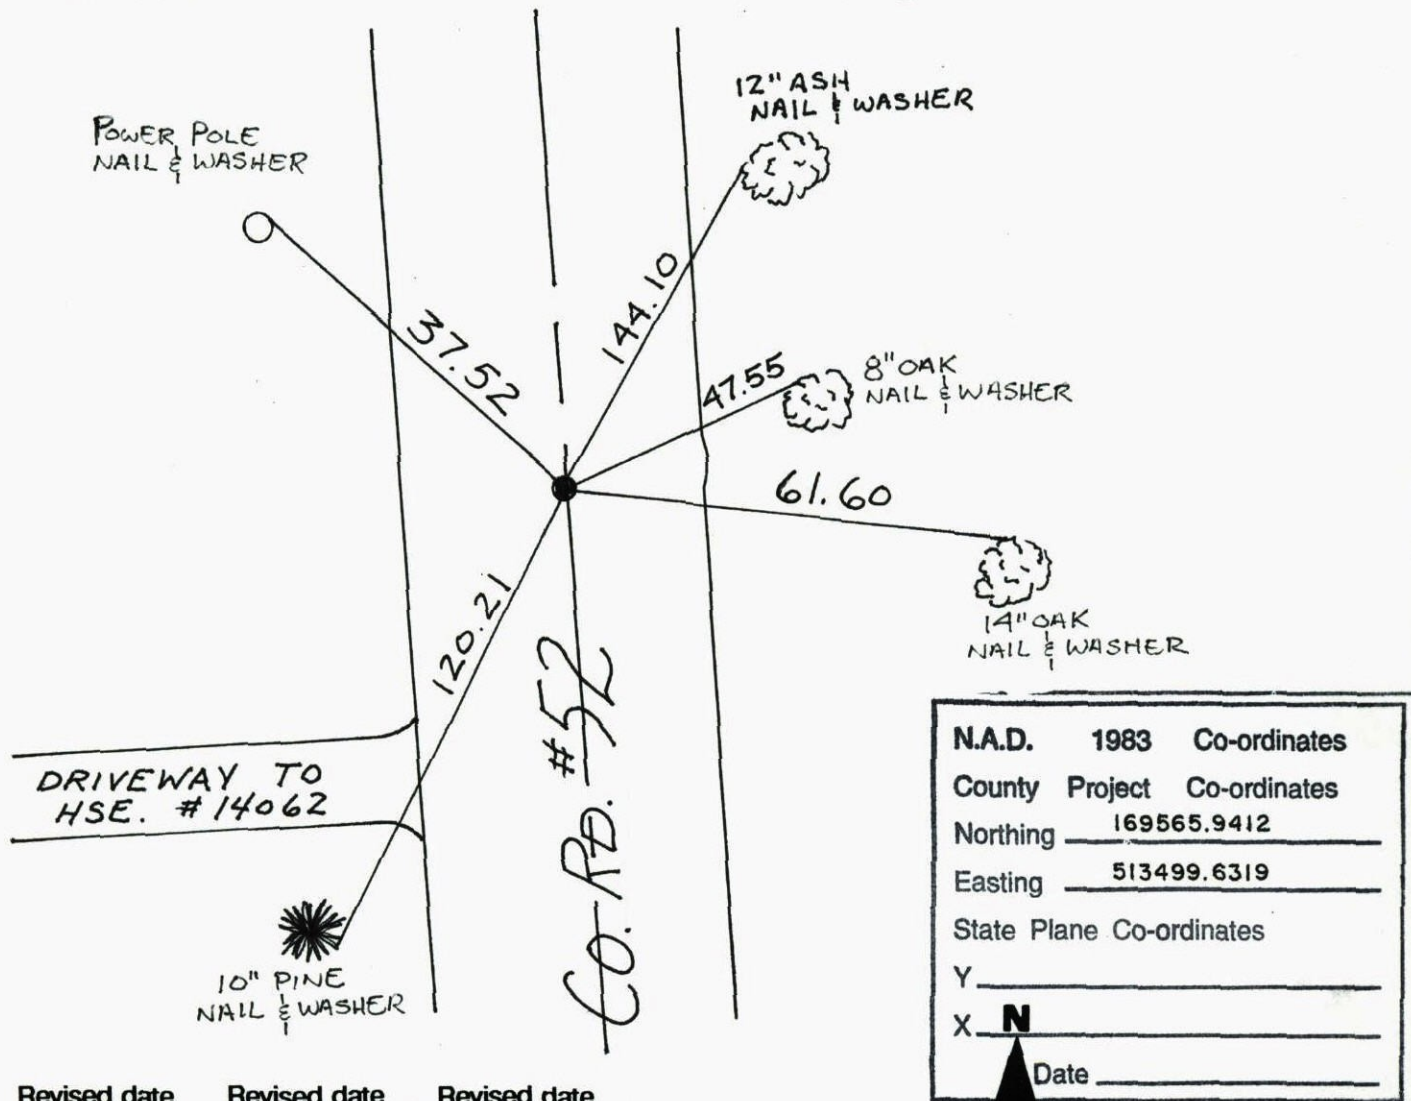 12" ASH
NAIL & WASHER
POWER POLE
NAIL & WASHER
144.10
37.52
47.55
8" OAK
NAIL & WASHER
61.60
14" OAK
NAIL & WASHER
120.21
CO. RD. #52
DRIVEWAY TO
HSE. #14062
10" PINE
NAIL & WASHER
N.A.D. 1983 Co-ordinates
County Project Co-ordinates
Northing 169565.9412
Easting 513499.6319
State Plane Co-ordinates
Y
X
N
Date
Revised date Revised date Revised date